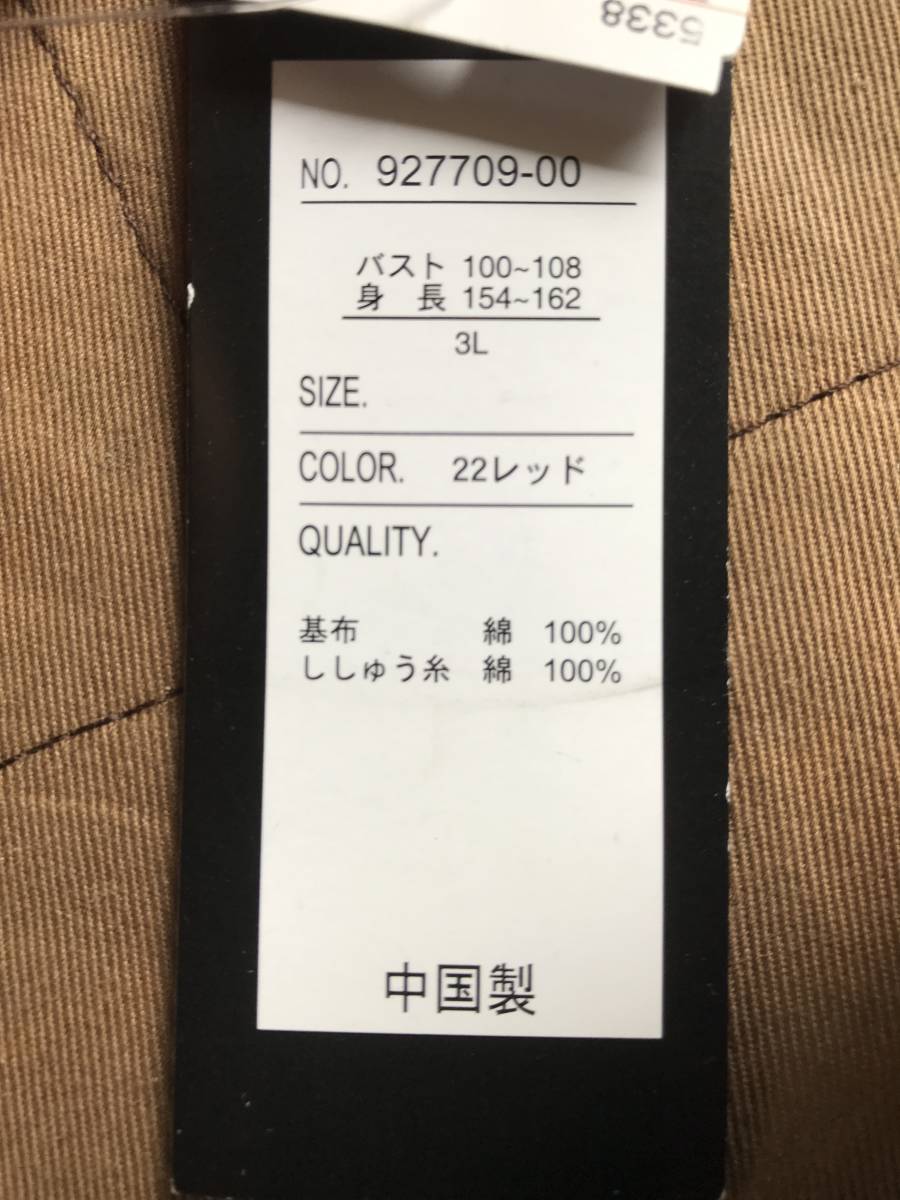 5338
NO. 927709-00
バスト 100~108
身 長 154~162
3L
SIZE.
COLOR. 22レッド
QUALITY.
基布 綿 100%
ししゅう糸 綿 100%
中国製